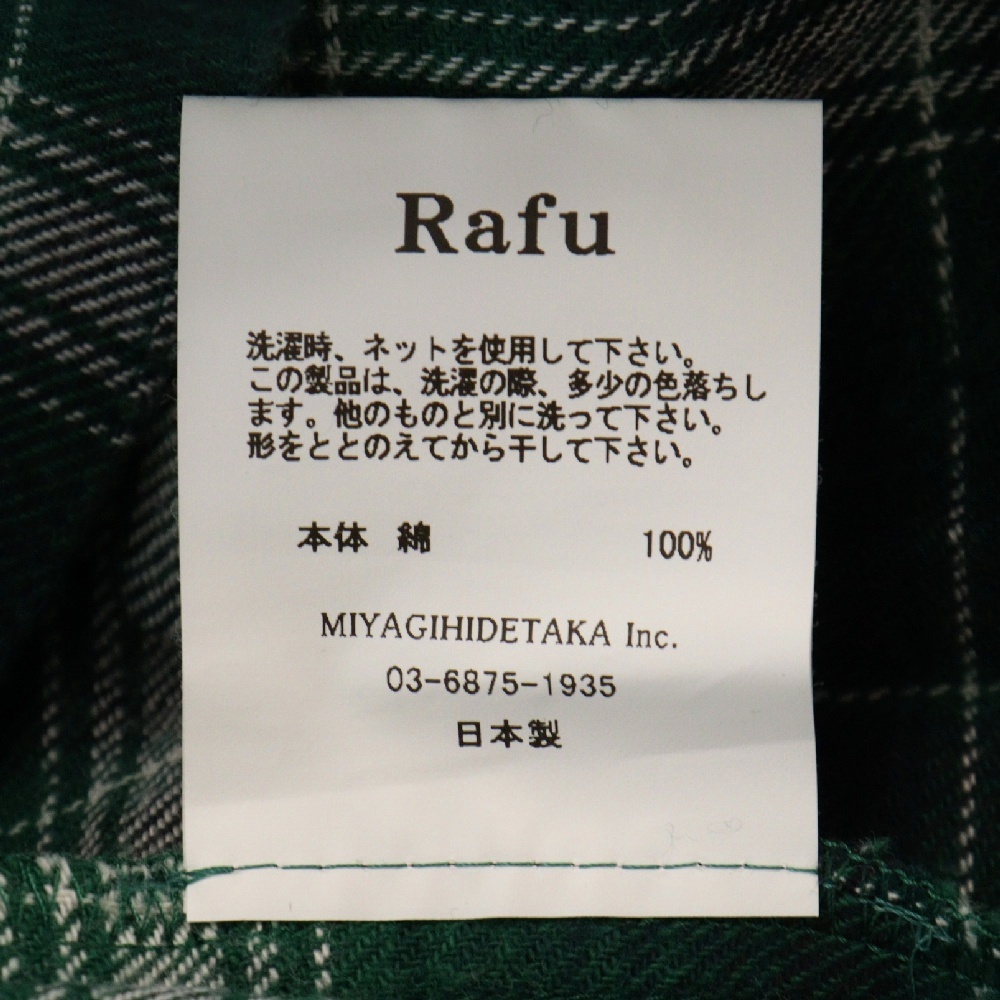 Rafu
洗濯時、ネットを使用して下さい。
この製品は、洗濯の際、多少の色落ちし
ます。他のものと別に洗って下さい。
形をととのえてから干して下さい。
本体 綿 100%
MIYAGIHIDETAKA Inc.
03-6875-1935
日本製